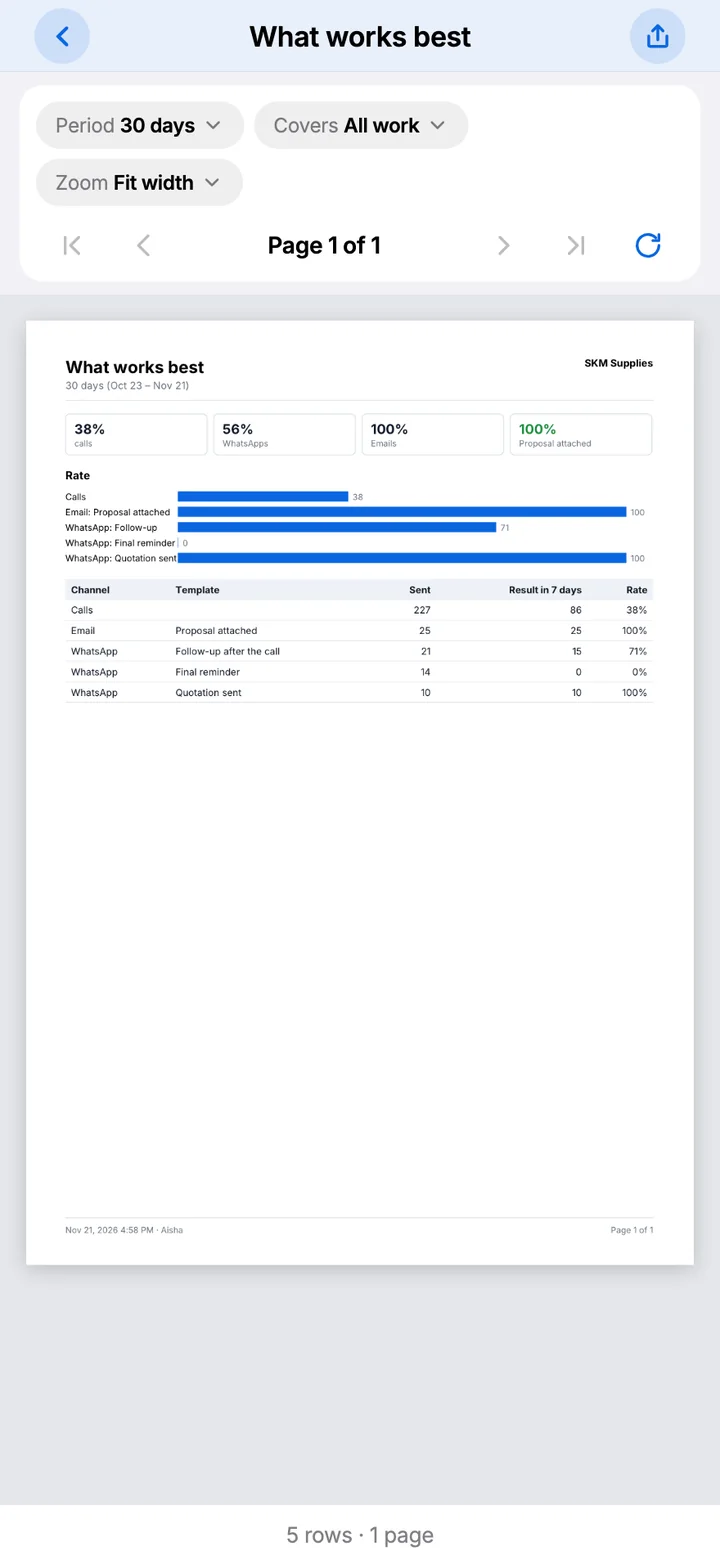 What works best
Period 30 days
Covers All work
Zoom Fit width
Page 1 of 1
What works best
SKM Supplies
30 days (Oct 23 – Nov 21)
38%
calls
56%
WhatsApps
100%
Emails
100%
Proposal attached
Rate
Calls 38
Email: Proposal attached 100
WhatsApp: Follow-up 71
WhatsApp: Final reminder 0
WhatsApp: Quotation sent 100
Channel Template Sent Result in 7 days Rate
Calls 227 86 38%
Email Proposal attached 25 25 100%
WhatsApp Follow-up after the call 21 15 71%
WhatsApp Final reminder 14 0 0%
WhatsApp Quotation sent 10 10 100%
Nov 21, 2026 4:58 PM · Aisha
Page 1 of 1
5 rows · 1 page